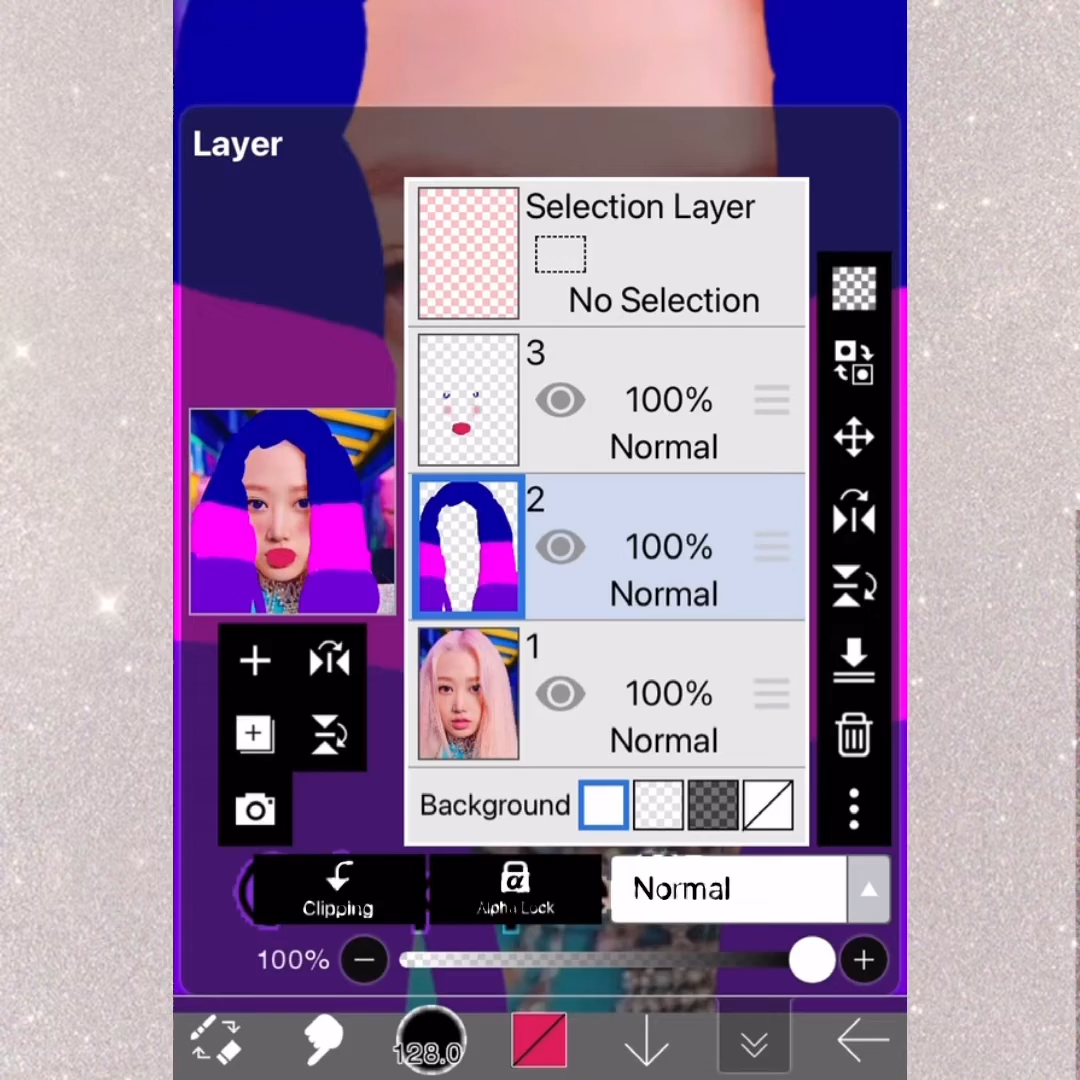 Layer
Selection Layer
No Selection
3
100%
Normal
2
100%
Normal
1
100%
Normal
Background
Clipping
α
Alpha Lock
Normal
100%
128.0